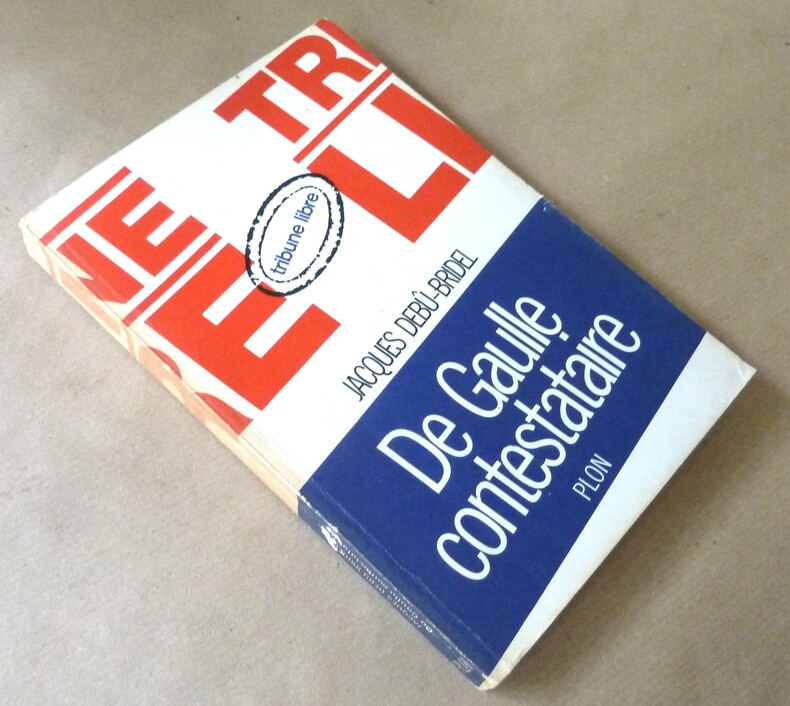 TRI
NE LI
E
tribune libre
JACQUES DEBÛ-BRIDEL
De Gaulle
contestataire
PLON